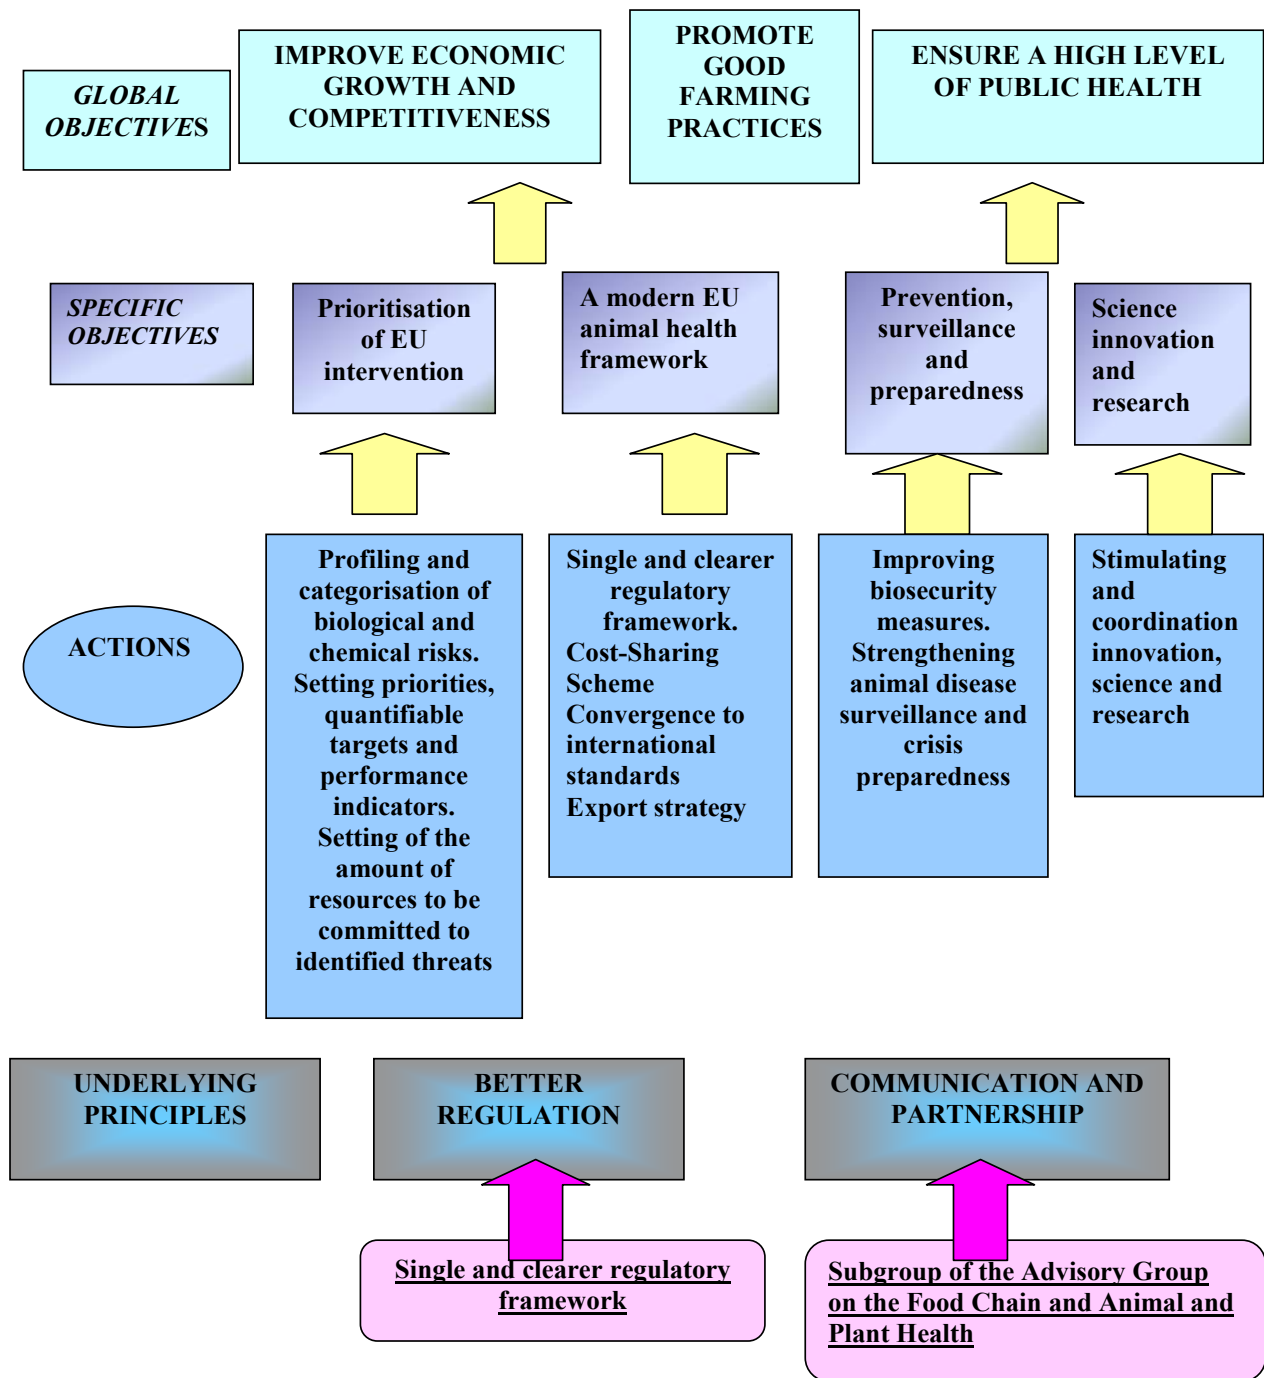 GLOBAL
OBJECTIVES
IMPROVE ECONOMIC
GROWTH AND
COMPETITIVENESS
PROMOTE
GOOD
FARMING
PRACTICES
ENSURE A HIGH LEVEL
OF PUBLIC HEALTH
SPECIFIC
OBJECTIVES
Prioritisation
of EU
intervention
A modern EU
animal health
framework
Prevention,
surveillance
and
preparedness
Science
innovation
and
research
ACTIONS
Profiling and
categorisation of
biological and
chemical risks.
Setting priorities,
quantifiable
targets and
performance
indicators.
Setting of the
amount of
resources to be
committed to
identified threats
Single and clearer
regulatory
framework.
Cost-Sharing
Scheme
Convergence to
international
standards
Export strategy
Improving
biosecurity
measures.
Strengthening
animal disease
surveillance and
crisis
preparedness
Stimulating
and
coordination
innovation,
science and
research
UNDERLYING
PRINCIPLES
BETTER
REGULATION
COMMUNICATION AND
PARTNERSHIP
Single and clearer regulatory
framework
Subgroup of the Advisory Group
on the Food Chain and Animal and
Plant Health